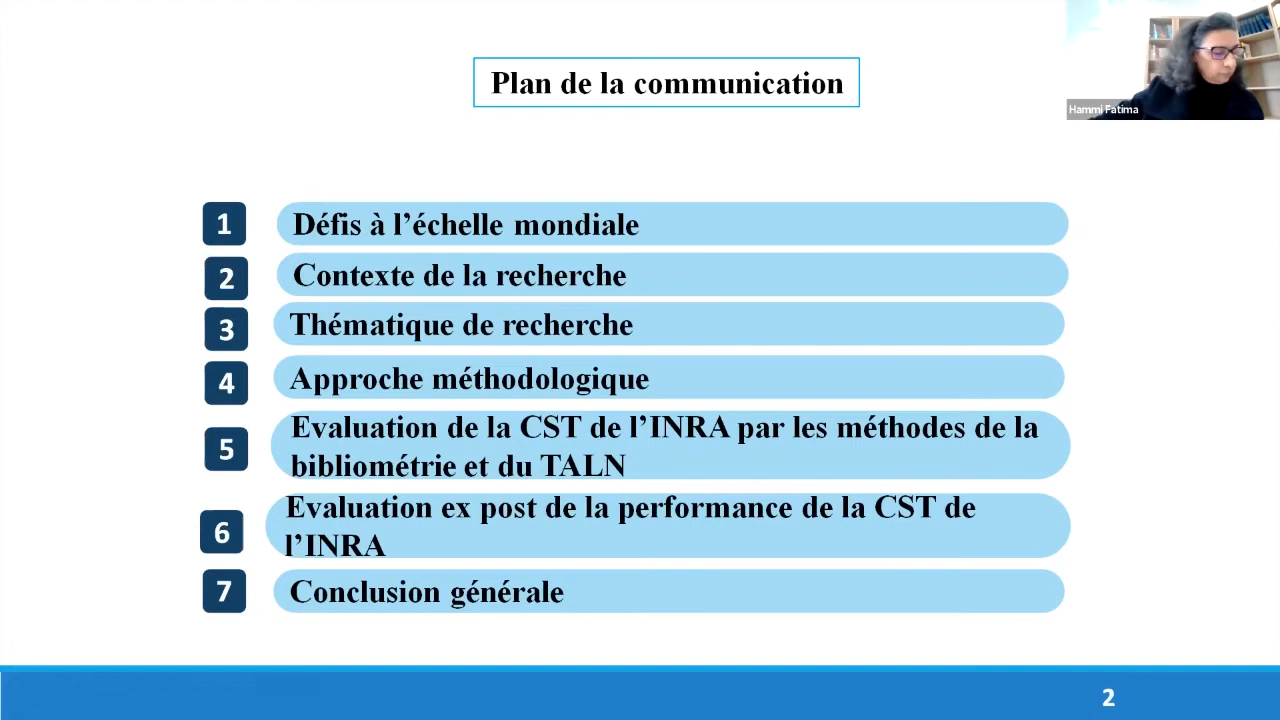 Plan de la communication
Hammi Fatima
1
Défis à l’échelle mondiale
2
Contexte de la recherche
3
Thématique de recherche
4
Approche méthodologique
5
Evaluation de la CST de l’INRA par les méthodes de la
bibliométrie et du TALN
6
Evaluation ex post de la performance de la CST de
l’INRA
7
Conclusion générale
2